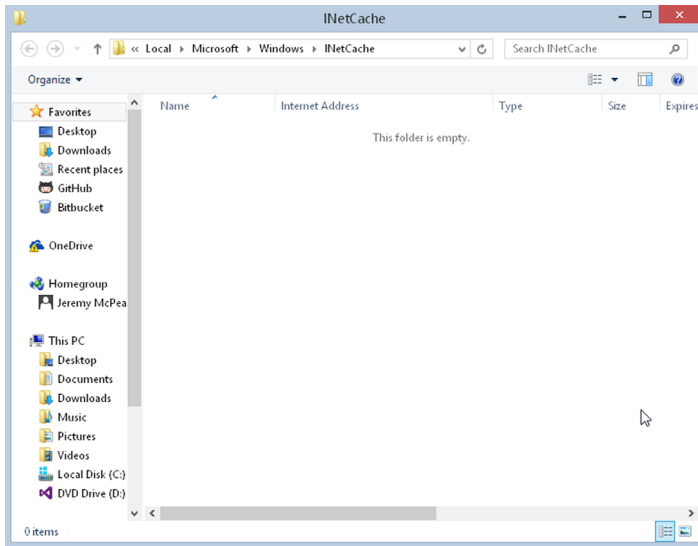 INetCache
« Local ▸ Microsoft ▸ Windows ▸ INetCache
Search INetCache
Organize
Name Internet Address Type Size Expires
This folder is empty.
Favorites
Desktop
Downloads
Recent places
GitHub
Bitbucket
OneDrive
Homegroup
Jeremy McPea
This PC
Desktop
Documents
Downloads
Music
Pictures
Videos
Local Disk (C:)
DVD Drive (D:)
0 items